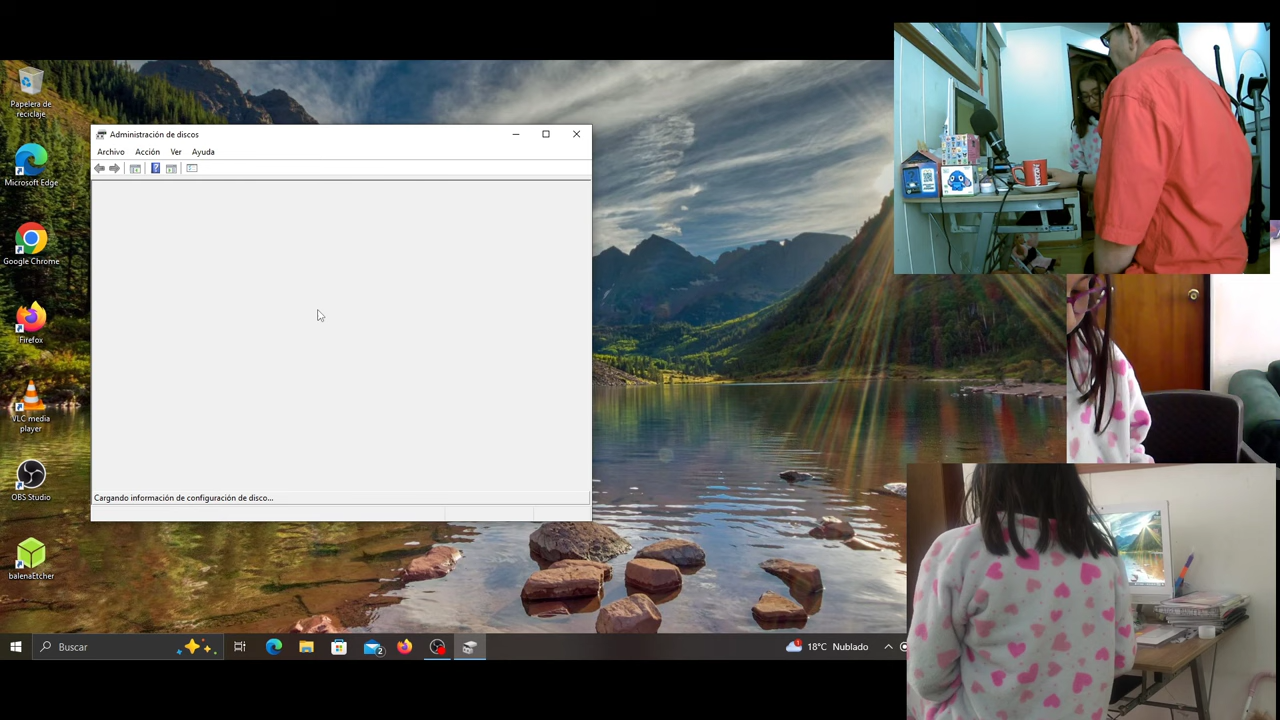 Papelera de
reciclaje
Microsoft Edge
Google Chrome
Firefox
VLC media
player
OBS Studio
balenaEtcher
Administración de discos
Archivo Acción Ver Ayuda
Cargando información de configuración de disco...
Buscar
2
18°C Nublado